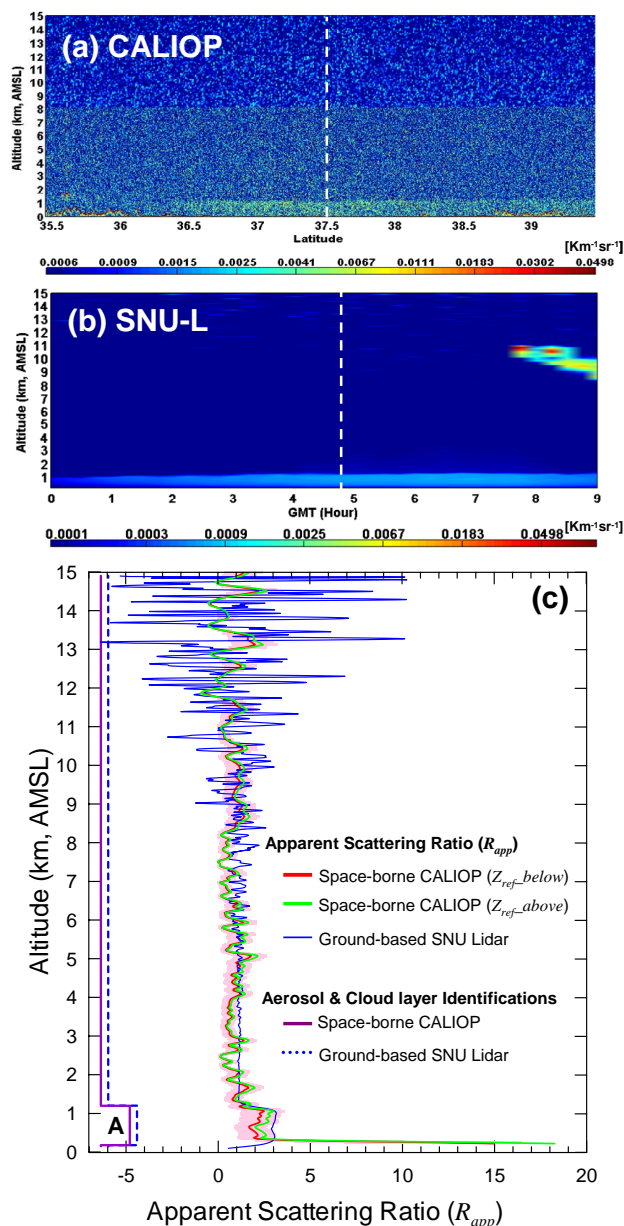 15
14
13
12
11
10
9
8
7
6
5
4
3
2
1
0
Altitude (km, AMSL)
(a) CALIOP
35.5 36 36.5 37 37.5 38 38.5 39
Latitude
[Km-1sr-1]
0.0006 0.0009 0.0015 0.0025 0.0041 0.0067 0.0111 0.0183 0.0302 0.0498
15
14
13
12
11
10
9
8
7
6
5
4
3
2
1
Altitude (km, AMSL)
(b) SNU-L
0 1 2 3 4 5 6 7 8 9
GMT (Hour)
[Km-1sr-1]
0.0001 0.0003 0.0009 0.0025 0.0067 0.0183 0.0498
15
14
13
12
11
10
9
8
7
6
5
4
3
2
1
0
Altitude (km, AMSL)
(c)
Apparent Scattering Ratio (Rapp)
Space-borne CALIOP (Zref_below)
Space-borne CALIOP (Zref_above)
Ground-based SNU Lidar
Aerosol & Cloud layer Identifications
Space-borne CALIOP
Ground-based SNU Lidar
A
-5 0 5 10 15 20
Apparent Scattering Ratio (Rapp)